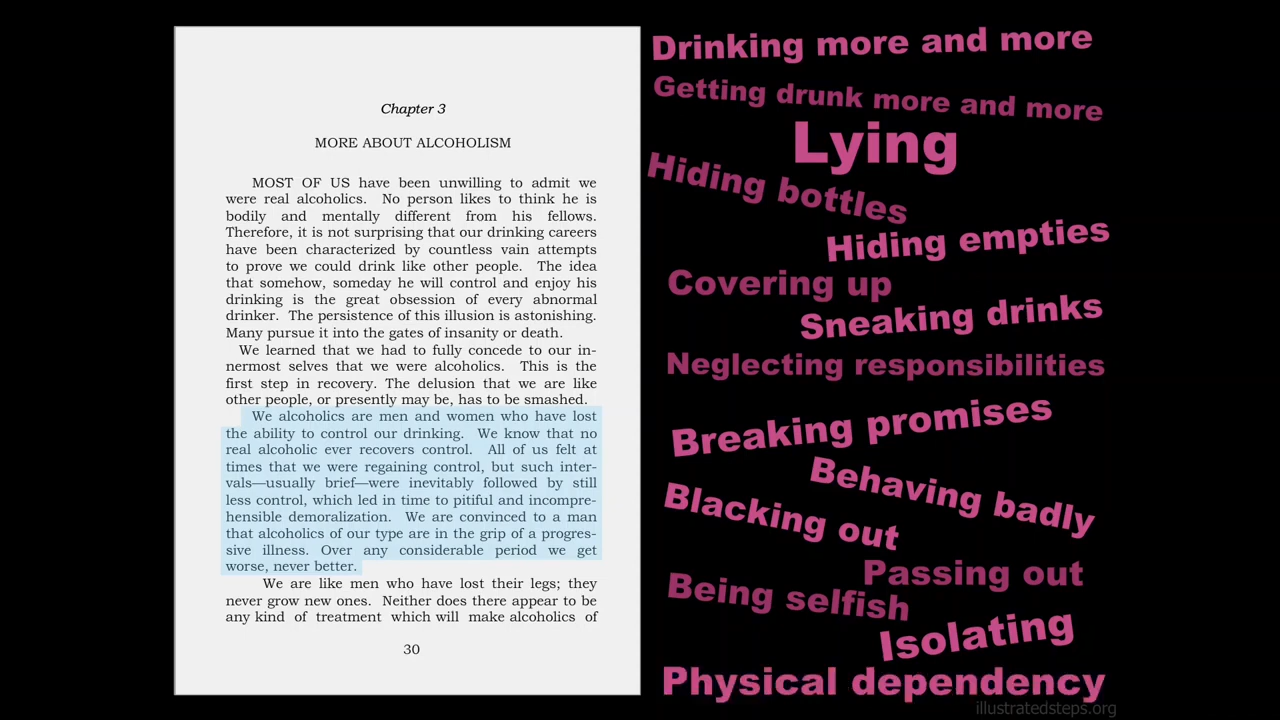 Chapter 3
MORE ABOUT ALCOHOLISM
MOST OF US have been unwilling to admit we
were real alcoholics. No person likes to think he is
bodily and mentally different from his fellows.
Therefore, it is not surprising that our drinking careers
have been characterized by countless vain attempts
to prove we could drink like other people. The idea
that somehow, someday he will control and enjoy his
drinking is the great obsession of every abnormal
drinker. The persistence of this illusion is astonishing.
Many pursue it into the gates of insanity or death.
We learned that we had to fully concede to our in-
nermost selves that we were alcoholics. This is the
first step in recovery. The delusion that we are like
other people, or presently may be, has to be smashed.
We alcoholics are men and women who have lost
the ability to control our drinking. We know that no
real alcoholic ever recovers control. All of us felt at
times that we were regaining control, but such inter-
vals—usually brief—were inevitably followed by still
less control, which led in time to pitiful and incompre-
hensible demoralization. We are convinced to a man
that alcoholics of our type are in the grip of a progres-
sive illness. Over any considerable period we get
worse, never better.
We are like men who have lost their legs; they
never grow new ones. Neither does there appear to be
any kind of treatment which will make alcoholics of
30
Drinking more and more
Getting drunk more and more
Lying
Hiding bottles
Hiding empties
Covering up
Sneaking drinks
Neglecting responsibilities
Breaking promises
Behaving badly
Blacking out
Passing out
Being selfish
Isolating
Physical dependency
illustratedsteps.org